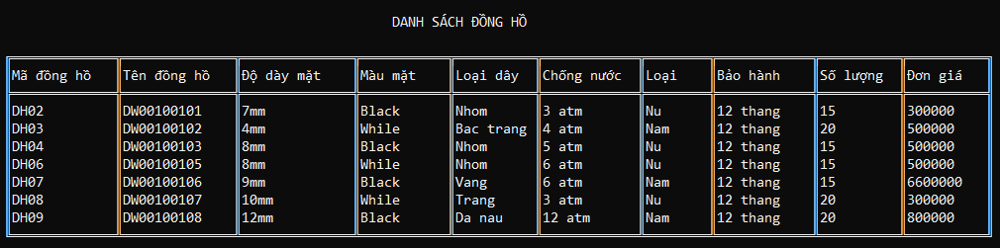 DANH SÁCH ĐỒNG HỒ
Mã đồng hồ Tên đồng hồ Độ dày mặt Màu mặt Loại dây Chống nước Loại Bảo hành Số lượng Đơn giá
DH02 DW00100101 7mm Black Nhom 3 atm Nu 12 thang 15 300000
DH03 DW00100102 4mm While Bac trang 4 atm Nam 12 thang 20 500000
DH04 DW00100103 8mm Black Nhom 5 atm Nu 12 thang 15 500000
DH06 DW00100105 8mm While Nhom 6 atm Nu 12 thang 15 500000
DH07 DW00100106 9mm Black Vang 6 atm Nam 12 thang 15 6600000
DH08 DW00100107 10mm While Trang 3 atm Nu 12 thang 20 300000
DH09 DW00100108 12mm Black Da nau 12 atm Nam 12 thang 20 800000